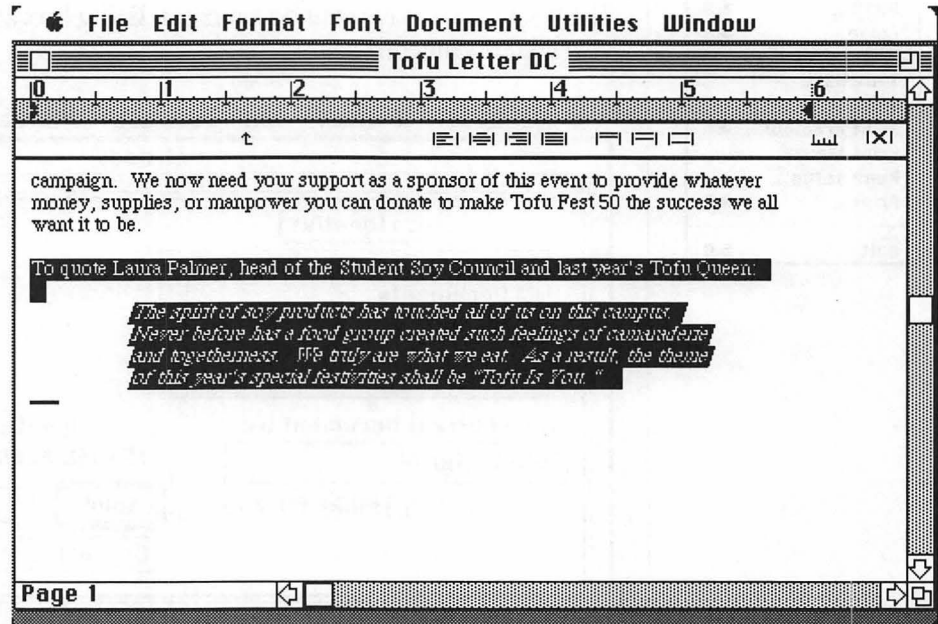 File Edit Format Font Document Utilities Window
Tofu Letter DC
0 1 2 3 4 5 6
campaign. We now need your support as a sponsor of this event to provide whatever
money, supplies, or manpower you can donate to make Tofu Fest 50 the success we all
want it to be.
To quote Laura Palmer, head of the Student Soy Council and last year's Tofu Queen:
The spirit of soy products has touched all of us on this campus.
Never before has a food group created such feelings of camaraderie
and togetherness. We truly are what we eat. As a result, the theme
of this year's special festivities shall be "Tofu Is You."
Page 1